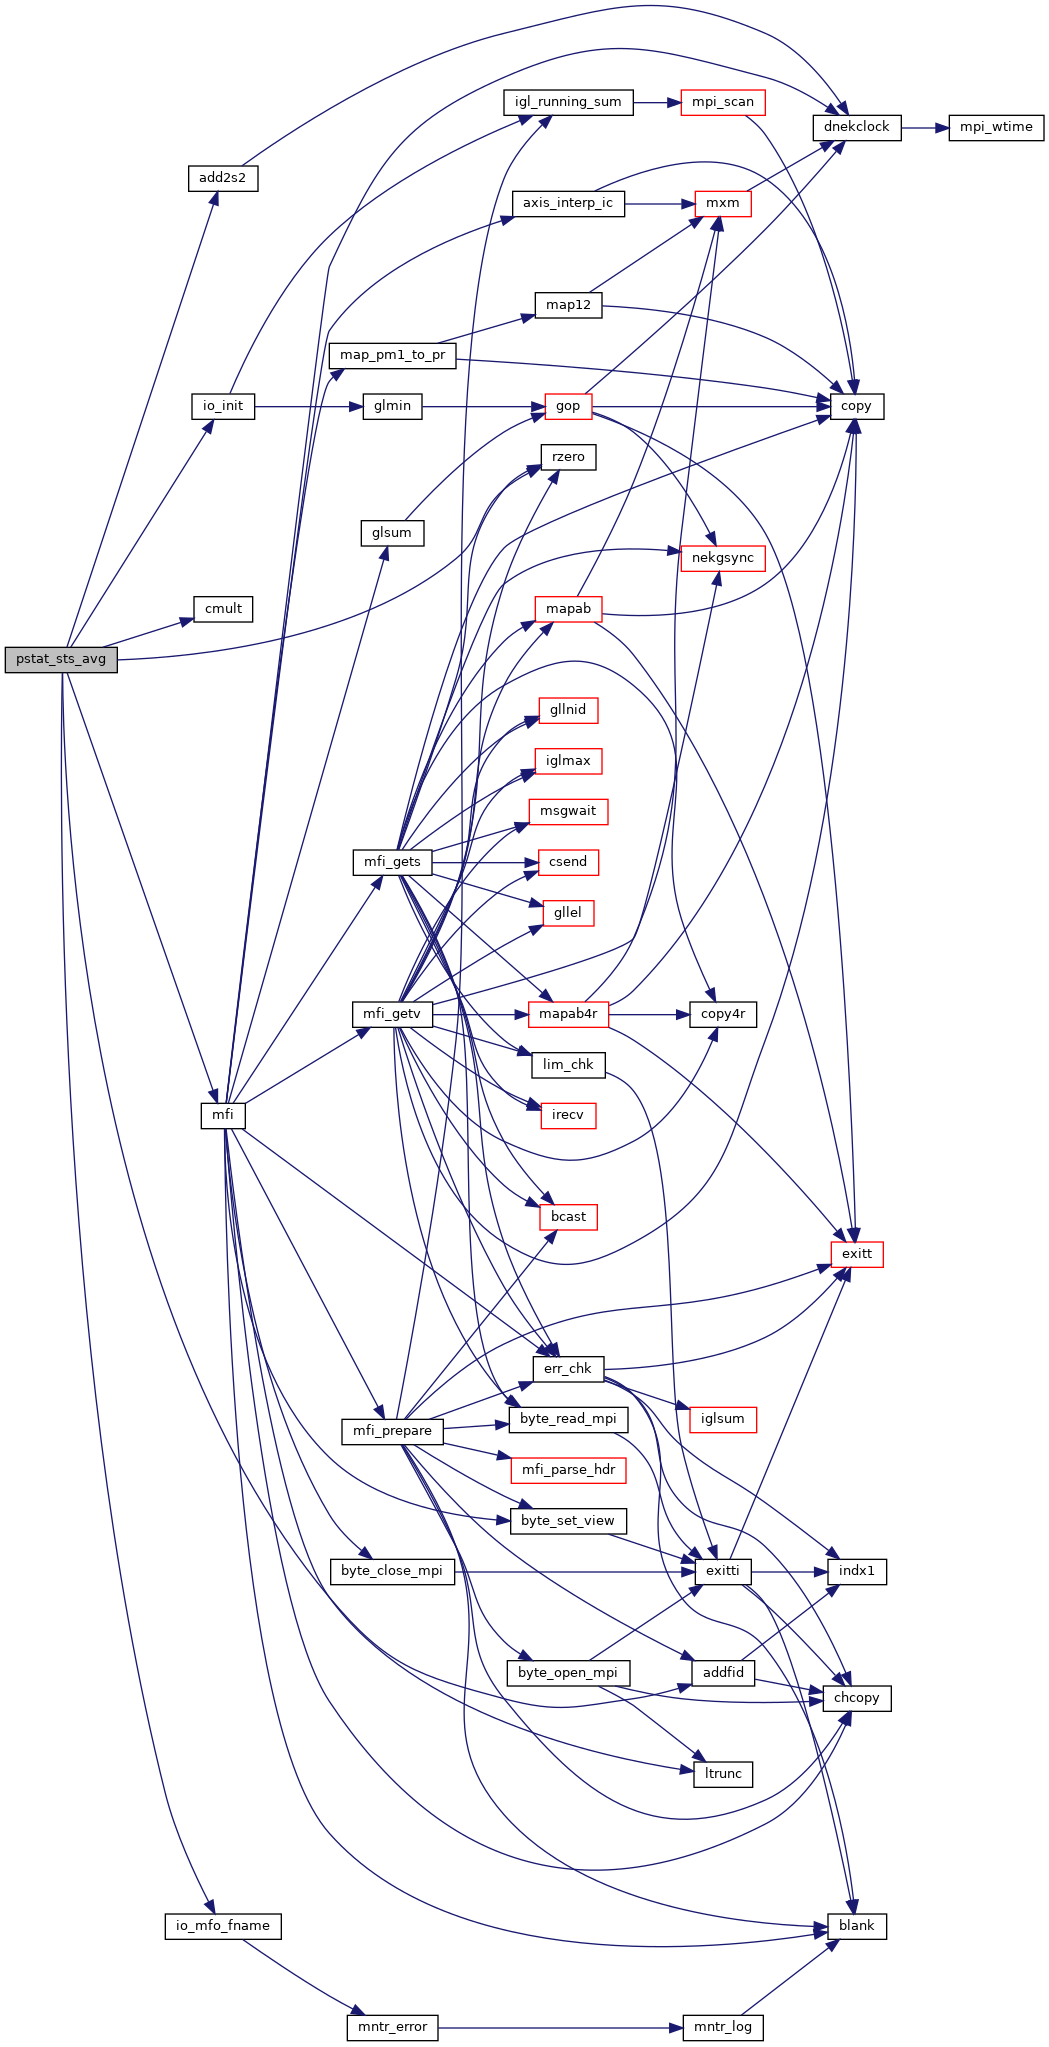 igl_running_sum
mpi_scan
dnekclock
mpi_wtime
add2s2
axis_interp_ic
mxm
map12
map_pm1_to_pr
io_init
glmin
gop
copy
rzero
glsum
nekgsync
cmult
mapab
pstat_sts_avg
gllnid
iglmax
msgwait
mfi_gets
csend
gllel
mfi_getv
mapab4r
copy4r
lim_chk
mfi
irecv
bcast
exitt
err_chk
byte_read_mpi
iglsum
mfi_prepare
mfi_parse_hdr
byte_set_view
byte_close_mpi
exitti
indx1
byte_open_mpi
addfid
chcopy
ltrunc
io_mfo_fname
blank
mntr_error
mntr_log